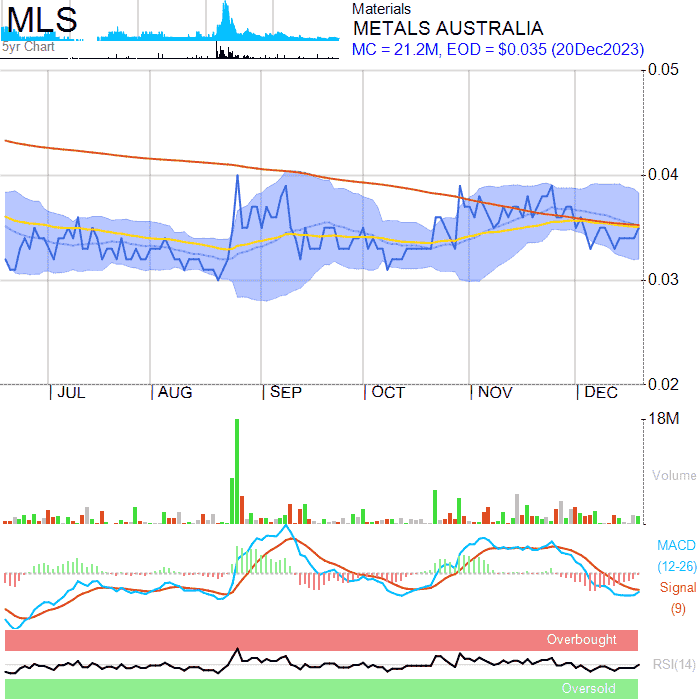 MLS
5yr Chart
Materials
METALS AUSTRALIA
MC = 21.2M, EOD = $0.035 (20Dec2023)
0.05
0.04
0.03
0.02
JUL AUG SEP OCT NOV DEC
18M
Volume
MACD
(12-26)
Signal
(9)
Overbought
RSI(14)
Oversold